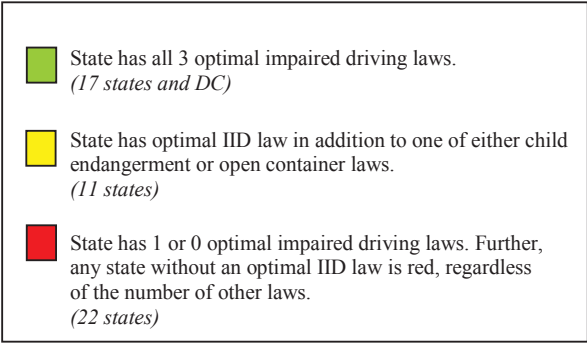 State has all 3 optimal impaired driving laws.
(17 states and DC)
State has optimal IID law in addition to one of either child
endangerment or open container laws.
(11 states)
State has 1 or 0 optimal impaired driving laws. Further,
any state without an optimal IID law is red, regardless
of the number of other laws.
(22 states)